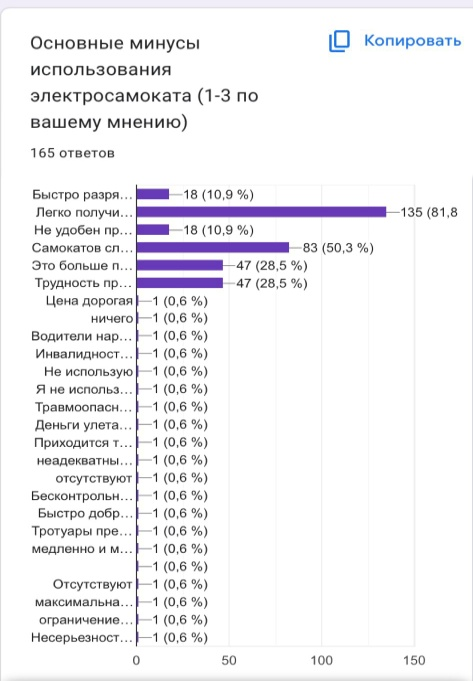 Основные минусы
использования
электросамоката (1-3 по
вашему мнению)
Копировать
165 ответов
Быстро разря... 18 (10,9 %)
Легко получи... 135 (81,8
Не удобен пр... 18 (10,9 %)
Самокатов сл... 83 (50,3 %)
Это больше п... 47 (28,5 %)
Трудность пр... 47 (28,5 %)
Цена дорогая 1 (0,6 %)
ничего 1 (0,6 %)
Водители нар... 1 (0,6 %)
Инвалидност... 1 (0,6 %)
Не использую 1 (0,6 %)
Я не использ... 1 (0,6 %)
Травмоопасн... 1 (0,6 %)
Деньги улета... 1 (0,6 %)
Приходится т... 1 (0,6 %)
неадекватны... 1 (0,6 %)
отсутствуют 1 (0,6 %)
Бесконтрольн... 1 (0,6 %)
Быстро добр... 1 (0,6 %)
Тротуары пре... 1 (0,6 %)
медленно и м... 1 (0,6 %)
1 (0,6 %)
Отсутствуют 1 (0,6 %)
максимальна... 1 (0,6 %)
ограничение... 1 (0,6 %)
Несерьезност... 1 (0,6 %)
0 50 100 150